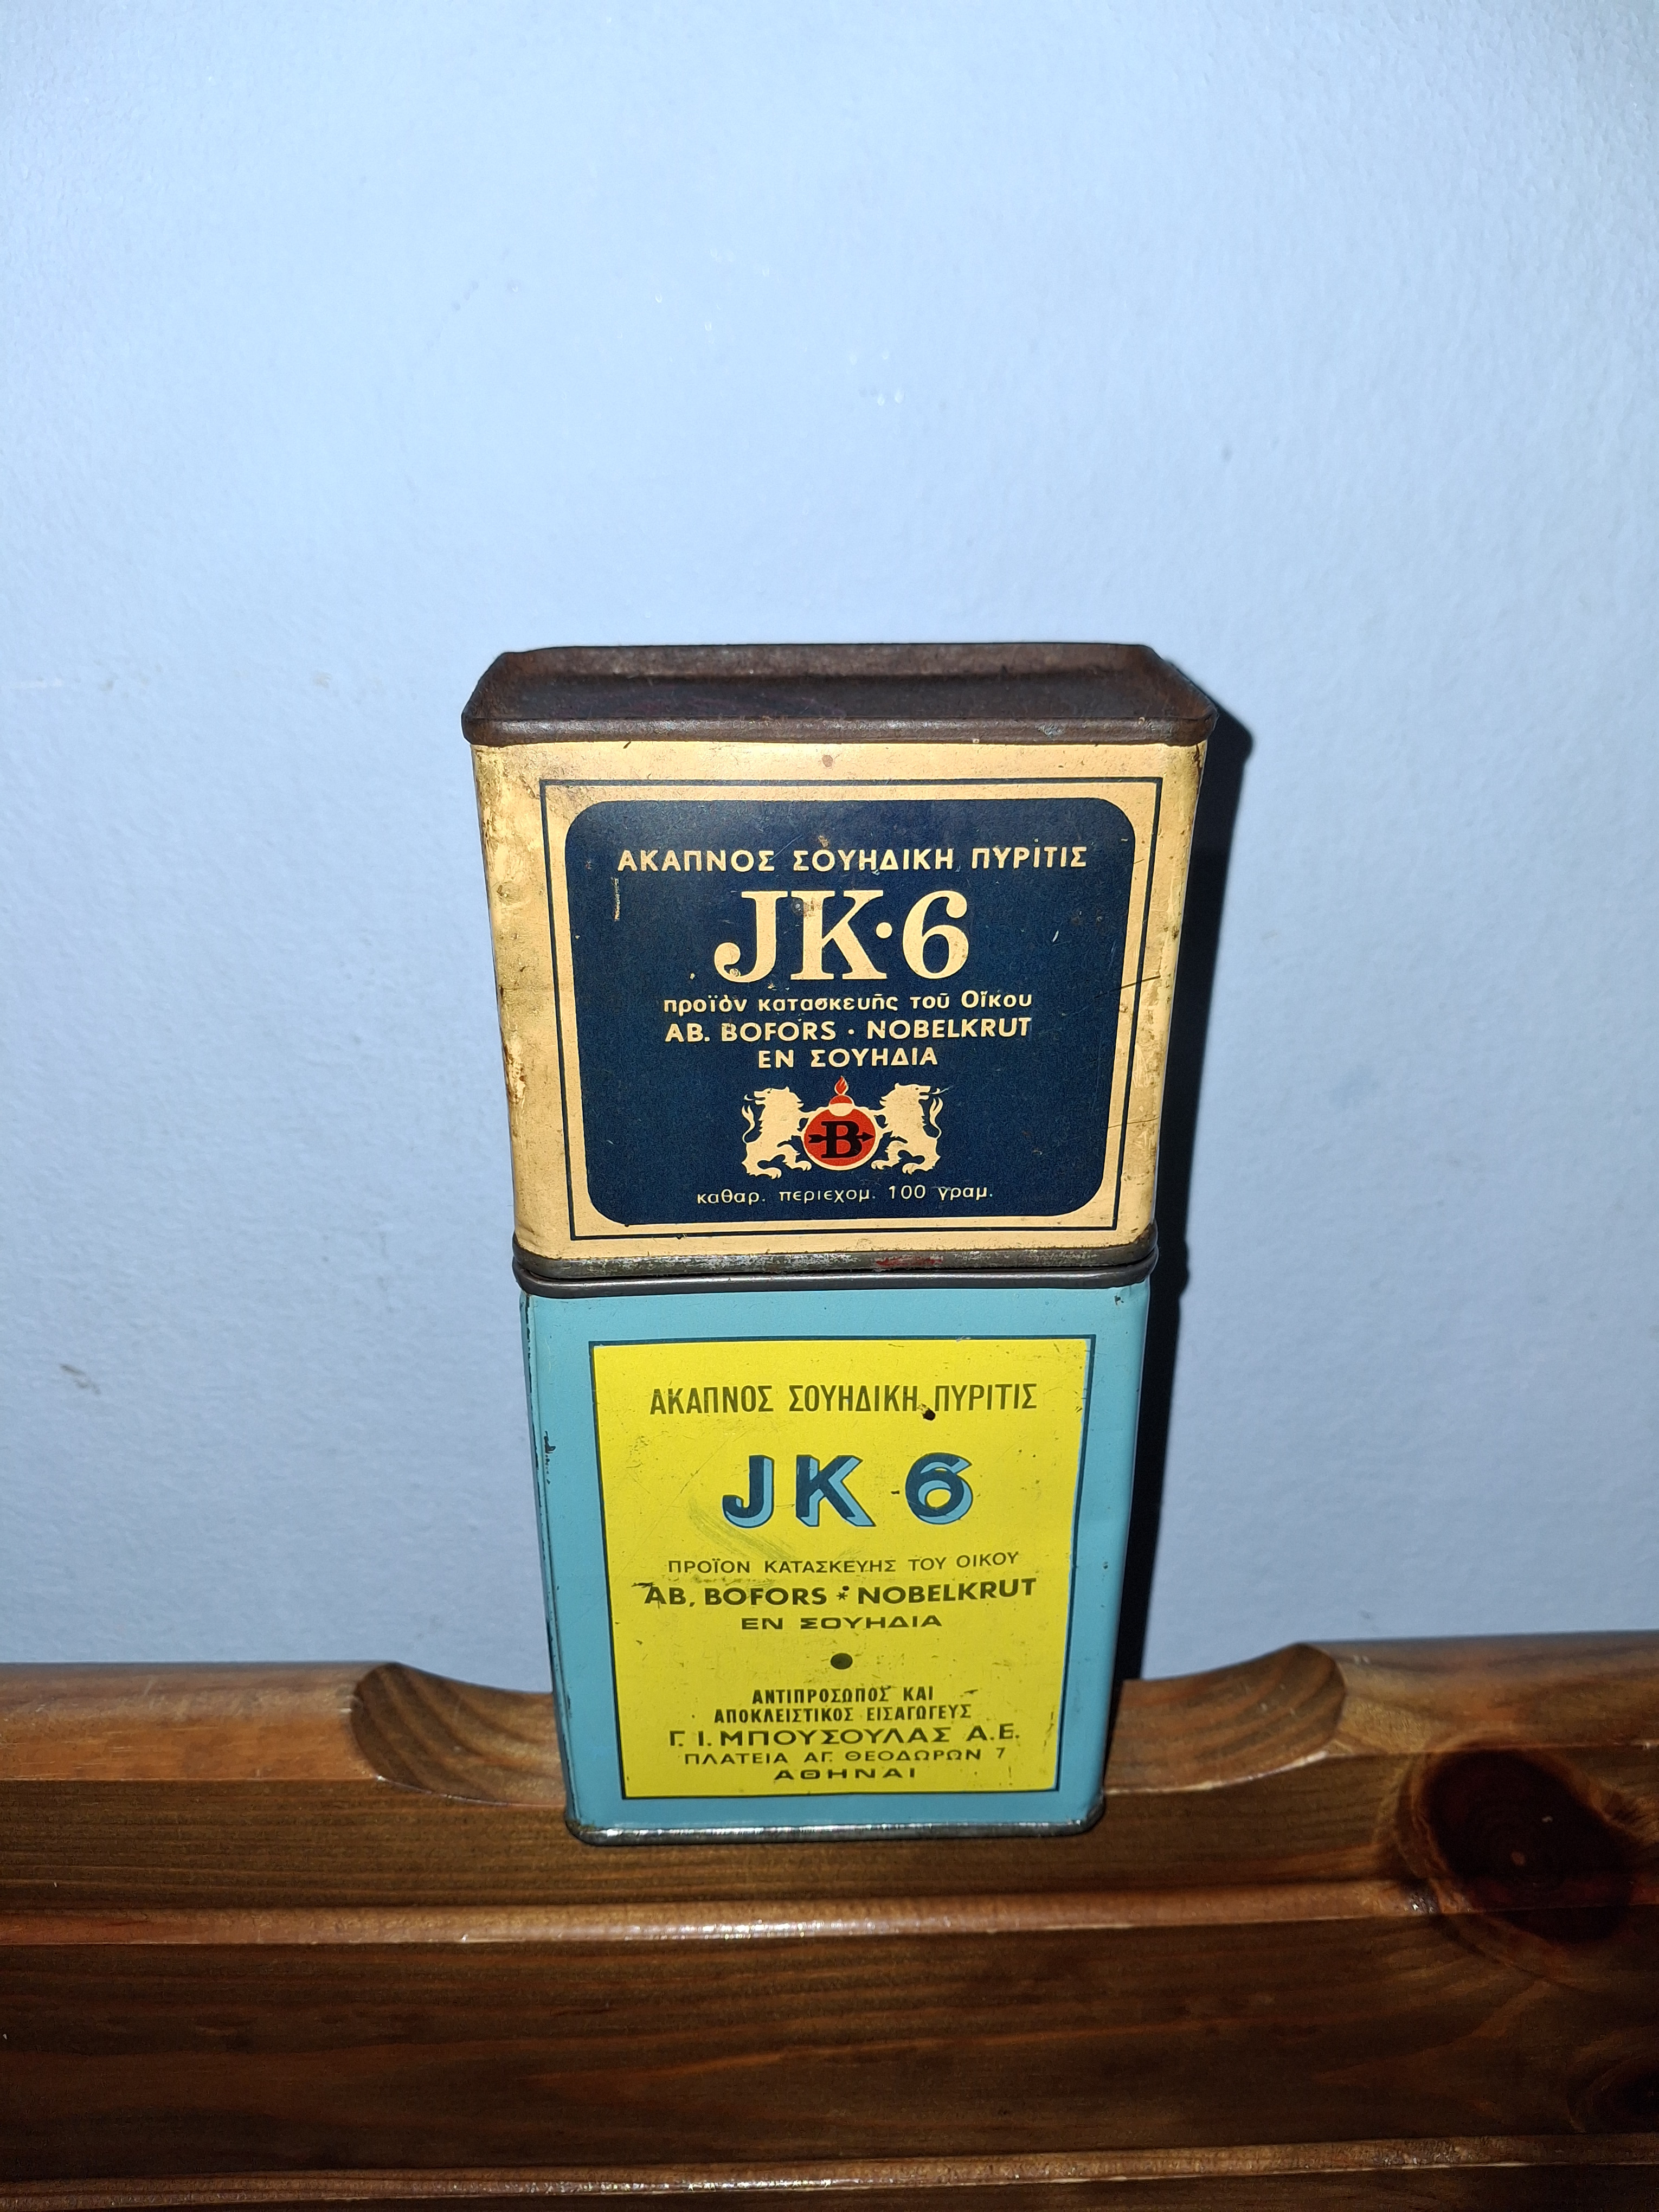 ΑΚΑΠΝΟΣ ΣΟΥΗΔΙΚΗ ΠΥΡΙΤΙΣ
JK·6
προϊὸν κατασκευῆς τοῦ Οἴκου
AB. BOFORS · NOBELKRUT
ΕΝ ΣΟΥΗΔΙΑ
B
καθαρ. περιεχομ. 100 γραμ.
ΑΚΑΠΝΟΣ ΣΟΥΗΔΙΚΗ ΠΥΡΙΤΙΣ
JK 6
ΠΡΟΪΟΝ ΚΑΤΑΣΚΕΥΗΣ ΤΟΥ ΟΙΚΟΥ
AB, BOFORS * NOBELKRUT
ΕΝ ΣΟΥΗΔΙΑ
ΑΝΤΙΠΡΟΣΩΠΟΣ ΚΑΙ
ΑΠΟΚΛΕΙΣΤΙΚΟΣ ΕΙΣΑΓΩΓΕΥΣ
Γ. Ι. ΜΠΟΥΣΟΥΛΑΣ Α.Ε.
ΠΛΑΤΕΙΑ ΑΓ. ΘΕΟΔΩΡΩΝ 7
ΑΘΗΝΑΙ